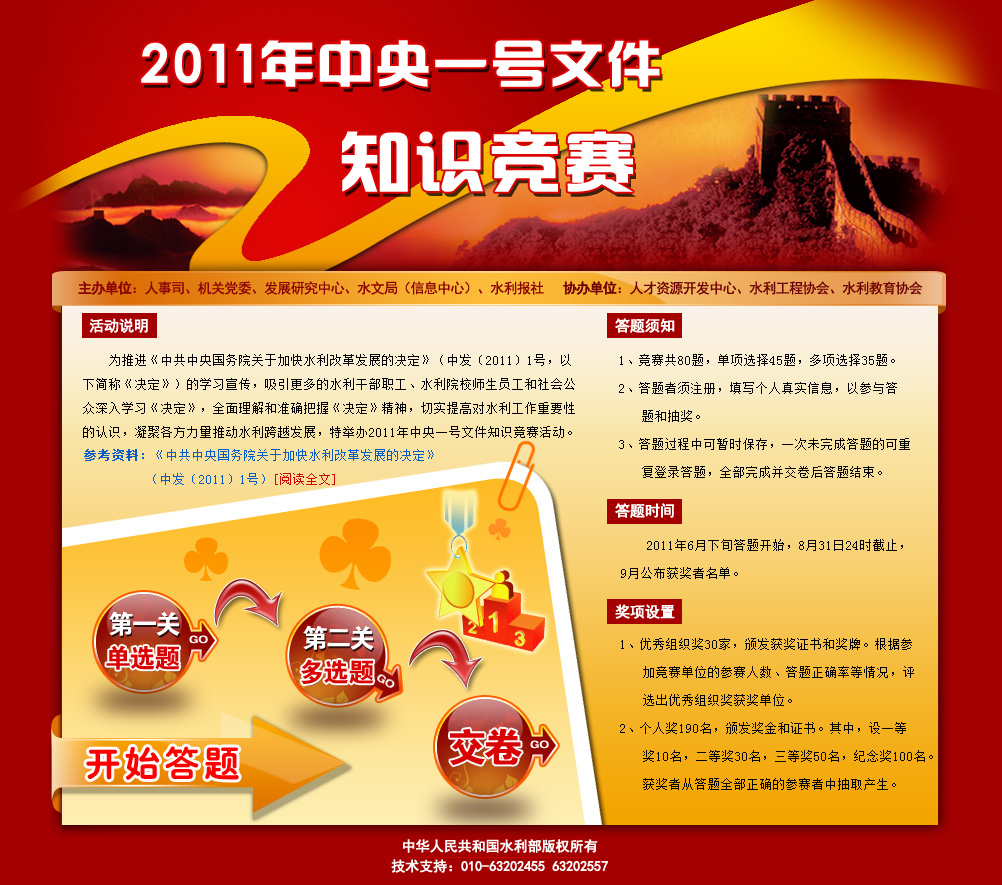 2011年中央一号文件
知识竞赛
主办单位：人事司、机关党委、发展研究中心、水文局（信息中心）、水利报社 协办单位：人才资源开发中心、水利工程协会、水利教育协会
活动说明
为推进《中共中央国务院关于加快水利改革发展的决定》（中发（2011）1号，以
下简称《决定》）的学习宣传，吸引更多的水利干部职工、水利院校师生员工和社会公
众深入学习《决定》，全面理解和准确把握《决定》精神，切实提高对水利工作重要性
的认识，凝聚各方力量推动水利跨越发展，特举办2011年中央一号文件知识竞赛活动。
参考资料：《中共中央国务院关于加快水利改革发展的决定》
（中发（2011）1号）[阅读全文]
第一关
单选题
GO
第二关
多选题
GO
1
2
3
交卷
GO
开始答题
答题须知
1、竞赛共80题，单项选择45题，多项选择35题。
2、答题者须注册，填写个人真实信息，以参与答
题和抽奖。
3、答题过程中可暂时保存，一次未完成答题的可重
复登录答题，全部完成并交卷后答题结束。
答题时间
2011年6月下旬答题开始，8月31日24时截止，
9月公布获奖者名单。
奖项设置
1、优秀组织奖30家，颁发获奖证书和奖牌。根据参
加竞赛单位的参赛人数、答题正确率等情况，评
选出优秀组织奖获奖单位。
2、个人奖190名，颁发奖金和证书。其中，设一等
奖10名，二等奖30名，三等奖50名，纪念奖100名。
获奖者从答题全部正确的参赛者中抽取产生。
中华人民共和国水利部版权所有
技术支持：010-63202455 63202557